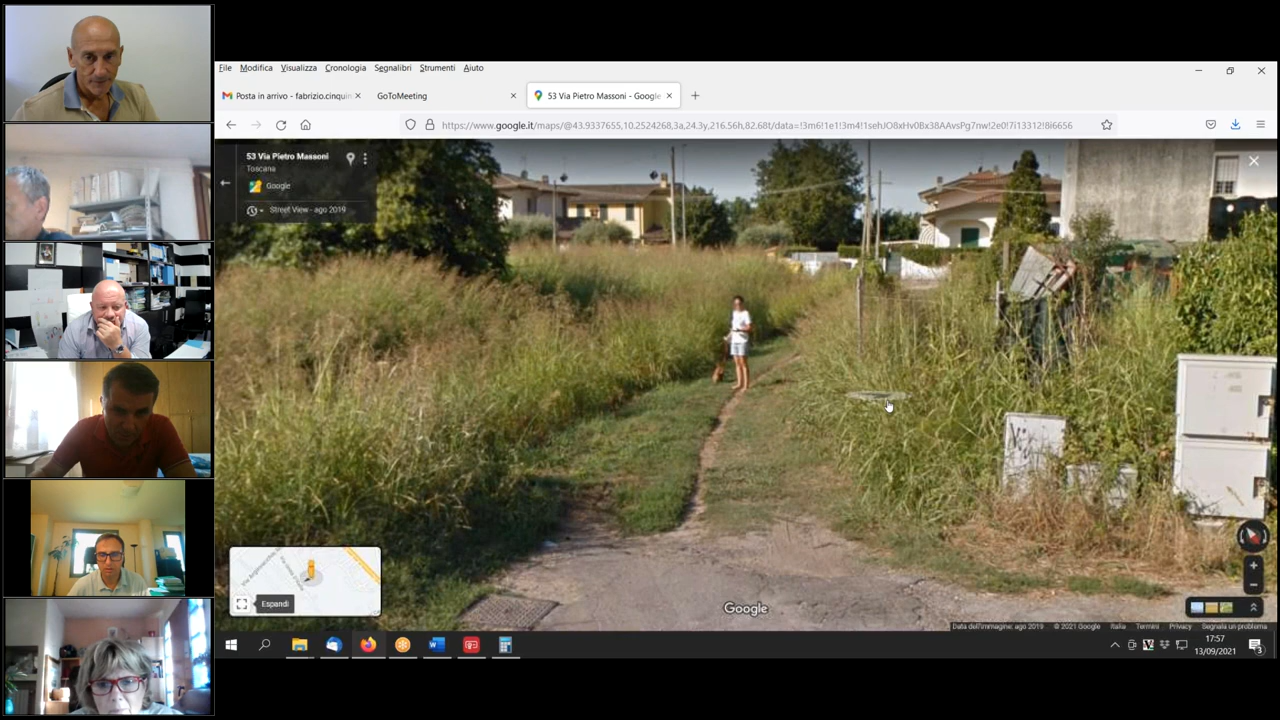 File Modifica Visualizza Cronologia Segnalibri Strumenti Aiuto
Posta in arrivo - fabrizio.cinquin
GoToMeeting
53 Via Pietro Massoni - Google
https://www.google.it/maps/@43.9337655,10.2524268,3a,24.3y,216.56h,82.68t/data=!3m6!1e1!3m4!1sehJO8xHv0Bx38AAvsPg7nw!2e0!7i13312!8i6656
53 Via Pietro Massoni
Toscana
Google
Street View - ago 2019
Espandi
Google
Data dell'immagine: ago 2019 © 2021 Google Italia Termini Privacy Segnala un problema
17:57
13/09/2021
3